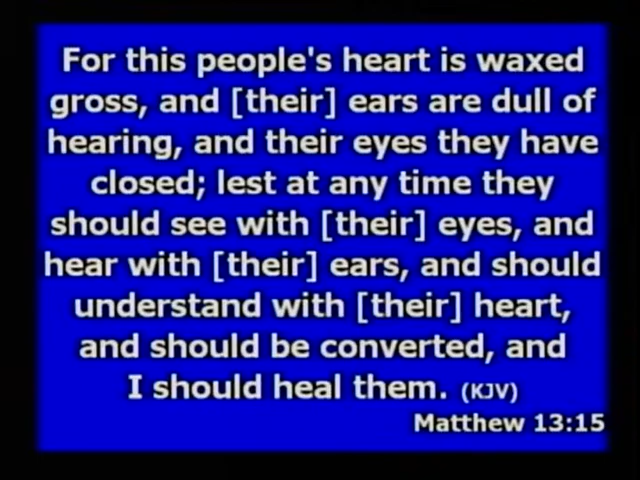 For this people's heart is waxed
gross, and [their] ears are dull of
hearing, and their eyes they have
closed; lest at any time they
should see with [their] eyes, and
hear with [their] ears, and should
understand with [their] heart,
and should be converted, and
I should heal them. (KJV)
Matthew 13:15